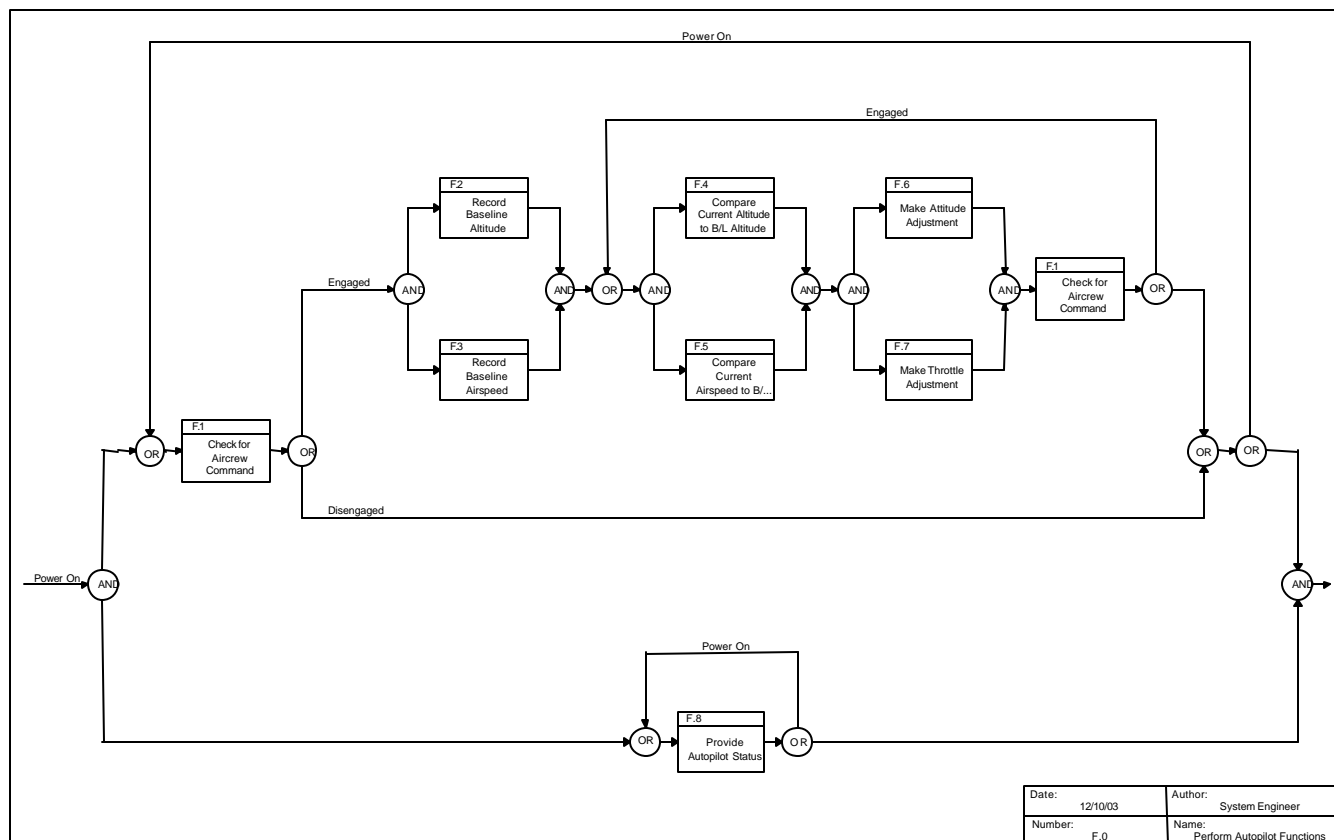 Power On
Engaged
F.2
Record
Baseline
Altitude
F.4
Compare
Current Altitude
to B/L Altitude
F.6
Make Attitude
Adjustment
F.1
Check for
Aircrew
Command
Engaged
AND
AND
OR
AND
AND
AND
AND
OR
F.3
Record
Baseline
Airspeed
F.5
Compare
Current
Airspeed to B/...
F.7
Make Throttle
Adjustment
F.1
Check for
Aircrew
Command
OR
OR
OR
OR
Disengaged
Power On
AND
AND
Power On
F.8
Provide
Autopilot Status
OR
OR
Date:
12/10/03
Author:
System Engineer
Number:
F.0
Name:
Perform Autopilot Functions